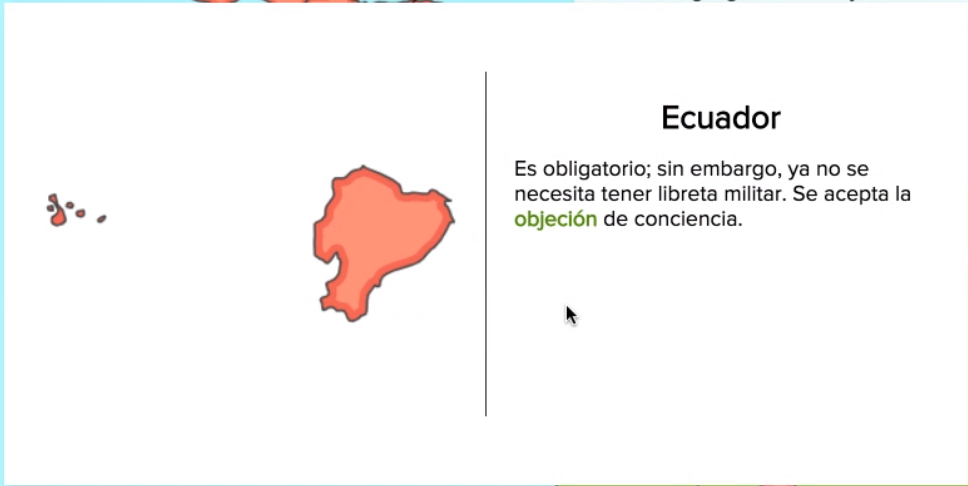 Ecuador
Es obligatorio; sin embargo, ya no se
necesita tener libreta militar. Se acepta la
objeción de conciencia.